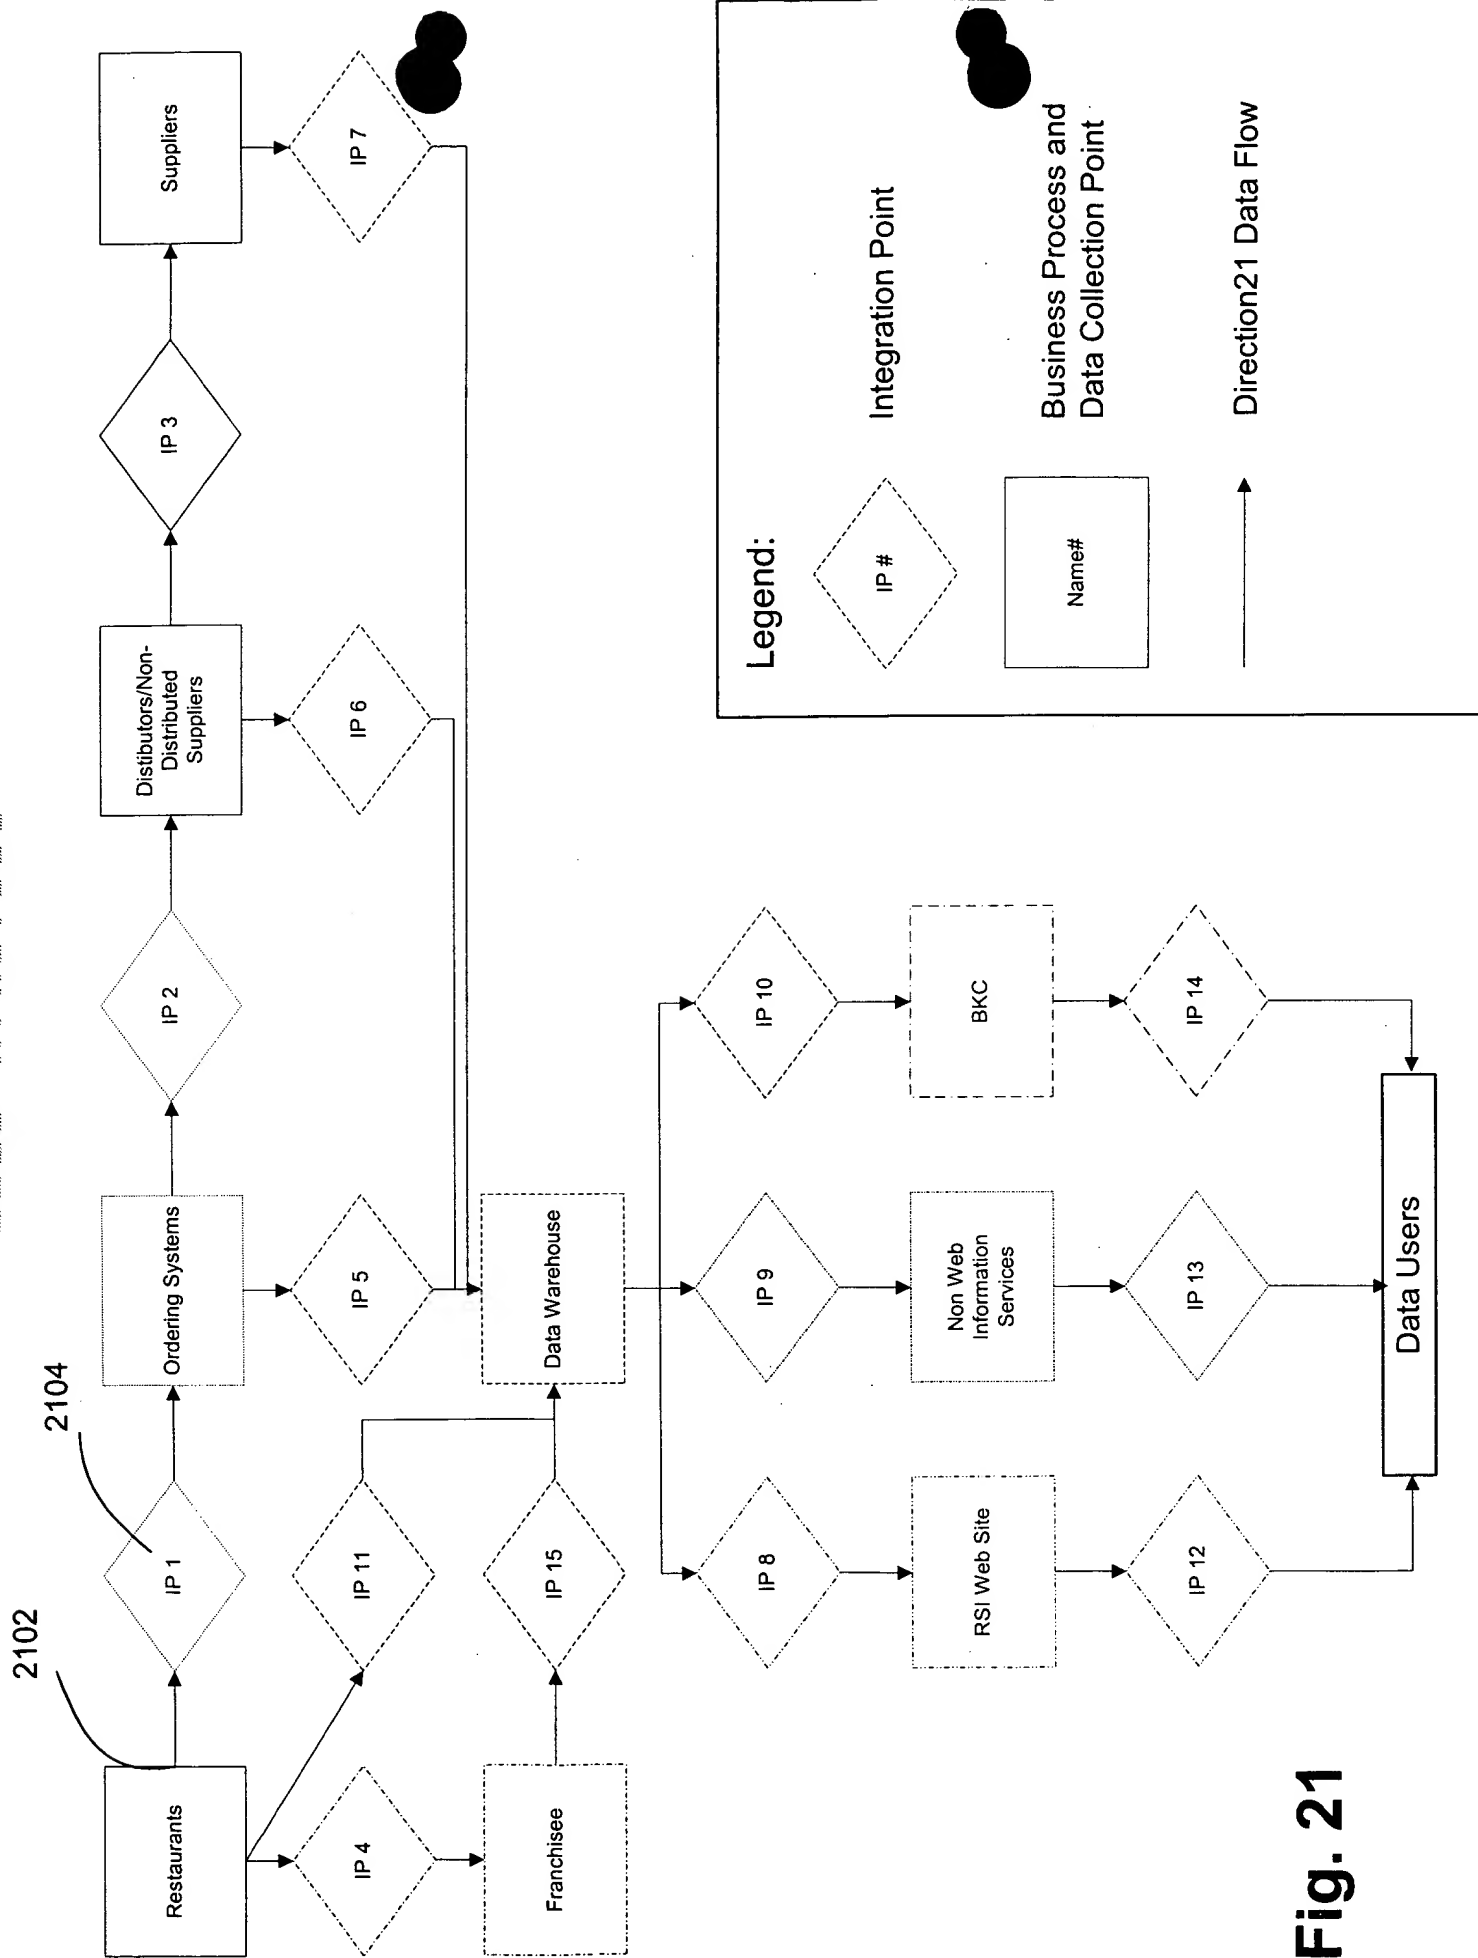 2102
2104
Restaurants
IP 1
Ordering Systems
IP 2
Distibutors/Non-
Distributed
Suppliers
IP 3
Suppliers
IP 4
IP 11
IP 5
IP 6
IP 7
Franchisee
IP 15
Data Warehouse
IP 8
IP 9
IP 10
RSI Web Site
Non Web
Information
Services
BKC
IP 12
IP 13
IP 14
Data Users
Legend:
IP #
Integration Point
Name#
Business Process and
Data Collection Point
Direction21 Data Flow
Fig. 21